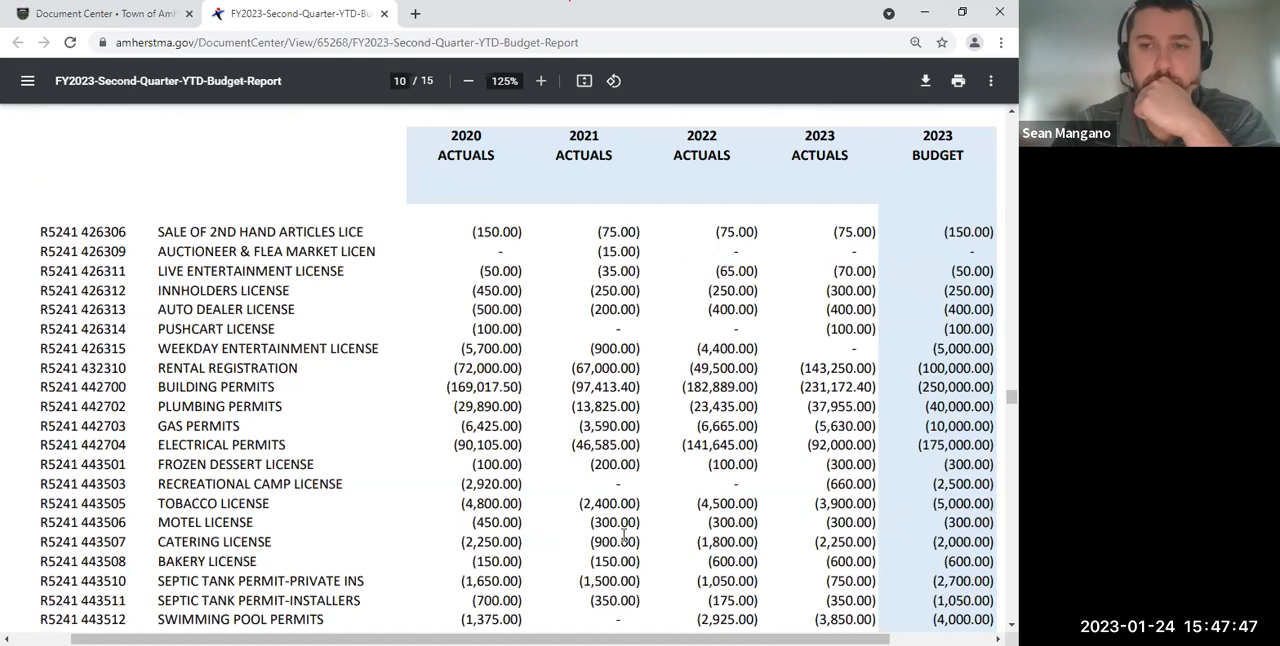 Document Center • Town of Amh
FY2023-Second-Quarter-YTD-Bu
amherstma.gov/DocumentCenter/View/65268/FY2023-Second-Quarter-YTD-Budget-Report
FY2023-Second-Quarter-YTD-Budget-Report 10 / 15 125%
Sean Mangano
2020 2021 2022 2023 2023
ACTUALS ACTUALS ACTUALS ACTUALS BUDGET
R5241 426306 SALE OF 2ND HAND ARTICLES LICE (150.00) (75.00) (75.00) (75.00) (150.00)
R5241 426309 AUCTIONEER & FLEA MARKET LICEN - (15.00) - - -
R5241 426311 LIVE ENTERTAINMENT LICENSE (50.00) (35.00) (65.00) (70.00) (50.00)
R5241 426312 INNHOLDERS LICENSE (450.00) (250.00) (250.00) (300.00) (250.00)
R5241 426313 AUTO DEALER LICENSE (500.00) (200.00) (400.00) (400.00) (400.00)
R5241 426314 PUSHCART LICENSE (100.00) - - (100.00) (100.00)
R5241 426315 WEEKDAY ENTERTAINMENT LICENSE (5,700.00) (900.00) (4,400.00) - (5,000.00)
R5241 432310 RENTAL REGISTRATION (72,000.00) (67,000.00) (49,500.00) (143,250.00) (100,000.00)
R5241 442700 BUILDING PERMITS (169,017.50) (97,413.40) (182,889.00) (231,172.40) (250,000.00)
R5241 442702 PLUMBING PERMITS (29,890.00) (13,825.00) (23,435.00) (37,955.00) (40,000.00)
R5241 442703 GAS PERMITS (6,425.00) (3,590.00) (6,665.00) (5,630.00) (10,000.00)
R5241 442704 ELECTRICAL PERMITS (90,105.00) (46,585.00) (141,645.00) (92,000.00) (175,000.00)
R5241 443501 FROZEN DESSERT LICENSE (100.00) (200.00) (100.00) (300.00) (300.00)
R5241 443503 RECREATIONAL CAMP LICENSE (2,920.00) - - (660.00) (2,500.00)
R5241 443505 TOBACCO LICENSE (4,800.00) (2,400.00) (4,500.00) (3,900.00) (5,000.00)
R5241 443506 MOTEL LICENSE (450.00) (300.00) (300.00) (300.00) (300.00)
R5241 443507 CATERING LICENSE (2,250.00) (900.00) (1,800.00) (2,250.00) (2,000.00)
R5241 443508 BAKERY LICENSE (150.00) (150.00) (600.00) (600.00) (600.00)
R5241 443510 SEPTIC TANK PERMIT-PRIVATE INS (1,650.00) (1,500.00) (1,050.00) (750.00) (2,700.00)
R5241 443511 SEPTIC TANK PERMIT-INSTALLERS (700.00) (350.00) (175.00) (350.00) (1,050.00)
R5241 443512 SWIMMING POOL PERMITS (1,375.00) - (2,925.00) (3,850.00) (4,000.00)
2023-01-24 15:47:47